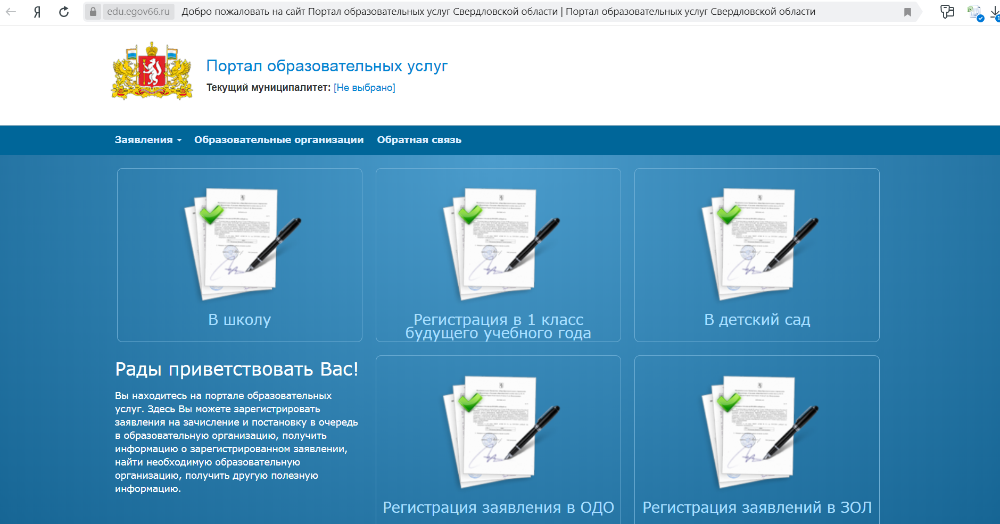 edu.egov66.ru Добро пожаловать на сайт Портал образовательных услуг Свердловской области | Портал образовательных услуг Свердловской области
Портал образовательных услуг
Текущий муниципалитет: [Не выбрано]
Заявления Образовательные организации Обратная связь
В школу
Регистрация в 1 класс
будущего учебного года
В детский сад
Рады приветствовать Вас!
Вы находитесь на портале образовательных
услуг. Здесь Вы можете зарегистрировать
заявления на зачисление и постановку в очередь
в образовательную организацию, получить
информацию о зарегистрированном заявлении,
найти необходимую образовательную
организацию, получить другую полезную
информацию.
Регистрация заявления в ОДО
Регистрация заявлений в ЗОЛ